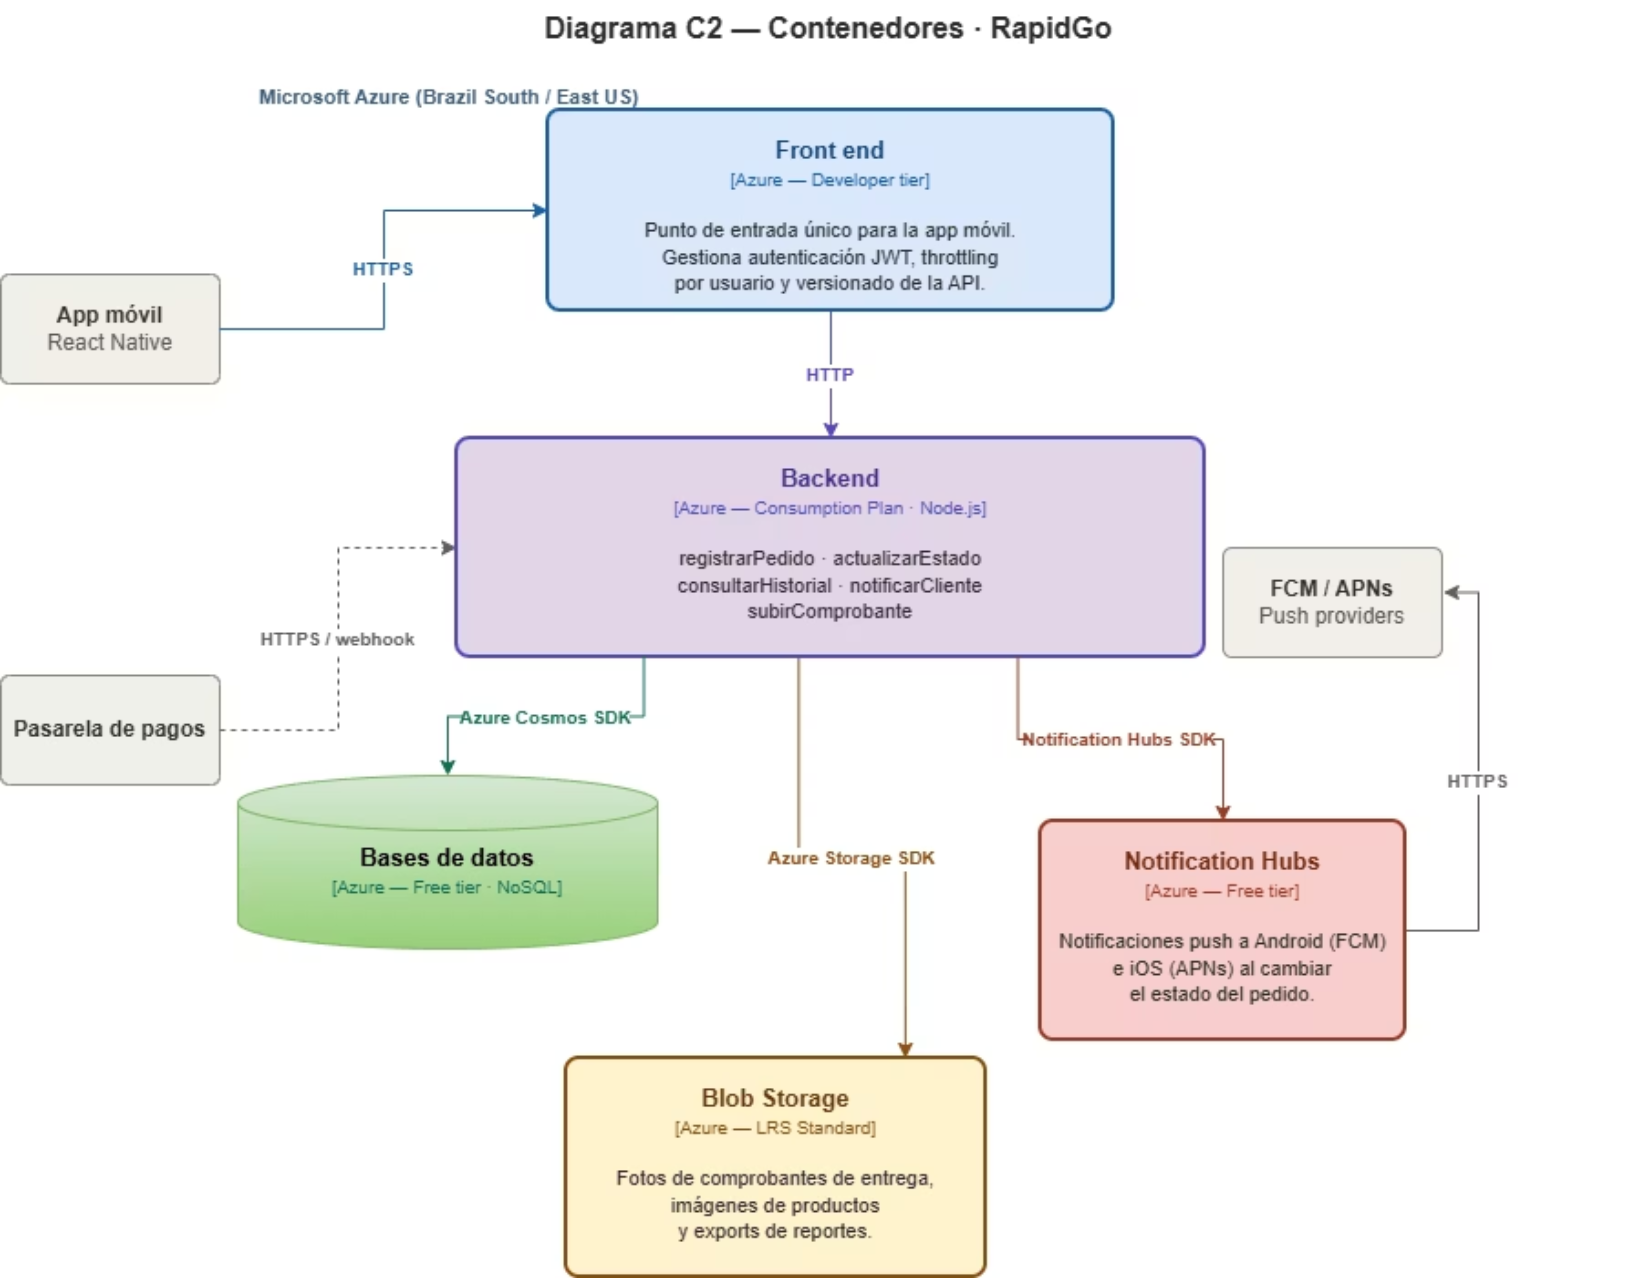 Diagrama C2 — Contenedores · RapidGo
Microsoft Azure (Brazil South / East US)
Front end
[Azure — Developer tier]
Punto de entrada único para la app móvil.
Gestiona autenticación JWT, throttling
por usuario y versionado de la API.
HTTPS
App móvil
React Native
HTTP
Backend
[Azure — Consumption Plan · Node.js]
registrarPedido · actualizarEstado
consultarHistorial · notificarCliente
subirComprobante
FCM / APNs
Push providers
HTTPS / webhook
Pasarela de pagos
Azure Cosmos SDK
Notification Hubs SDK
HTTPS
Bases de datos
[Azure — Free tier · NoSQL]
Azure Storage SDK
Notification Hubs
[Azure — Free tier]
Notificaciones push a Android (FCM)
e iOS (APNs) al cambiar
el estado del pedido.
Blob Storage
[Azure — LRS Standard]
Fotos de comprobantes de entrega,
imágenes de productos
y exports de reportes.